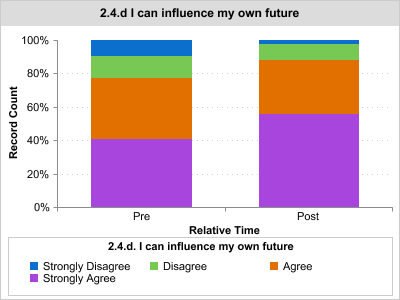 2.4.d I can influence my own future
100%
80%
60%
40%
20%
0%
Record Count
Pre
Post
Relative Time
2.4.d. I can influence my own future
Strongly Disagree
Disagree
Agree
Strongly Agree